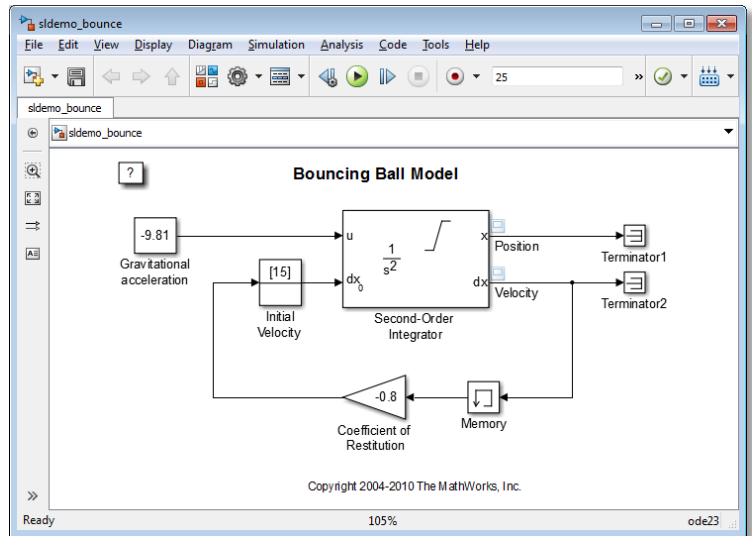 sldemo_bounce
File Edit View Display Diagram Simulation Analysis Code Tools Help
25 »
sldemo_bounce
sldemo_bounce
?
Bouncing Ball Model
-9.81
Gravitational
acceleration
[15]
Initial
Velocity
u
dx0
1
s2
x
dx
Second-Order
Integrator
Position
Velocity
Terminator1
Terminator2
-0.8
Coefficient of
Restitution
Memory
Copyright 2004-2010 The MathWorks, Inc.
»
Ready 105% ode23